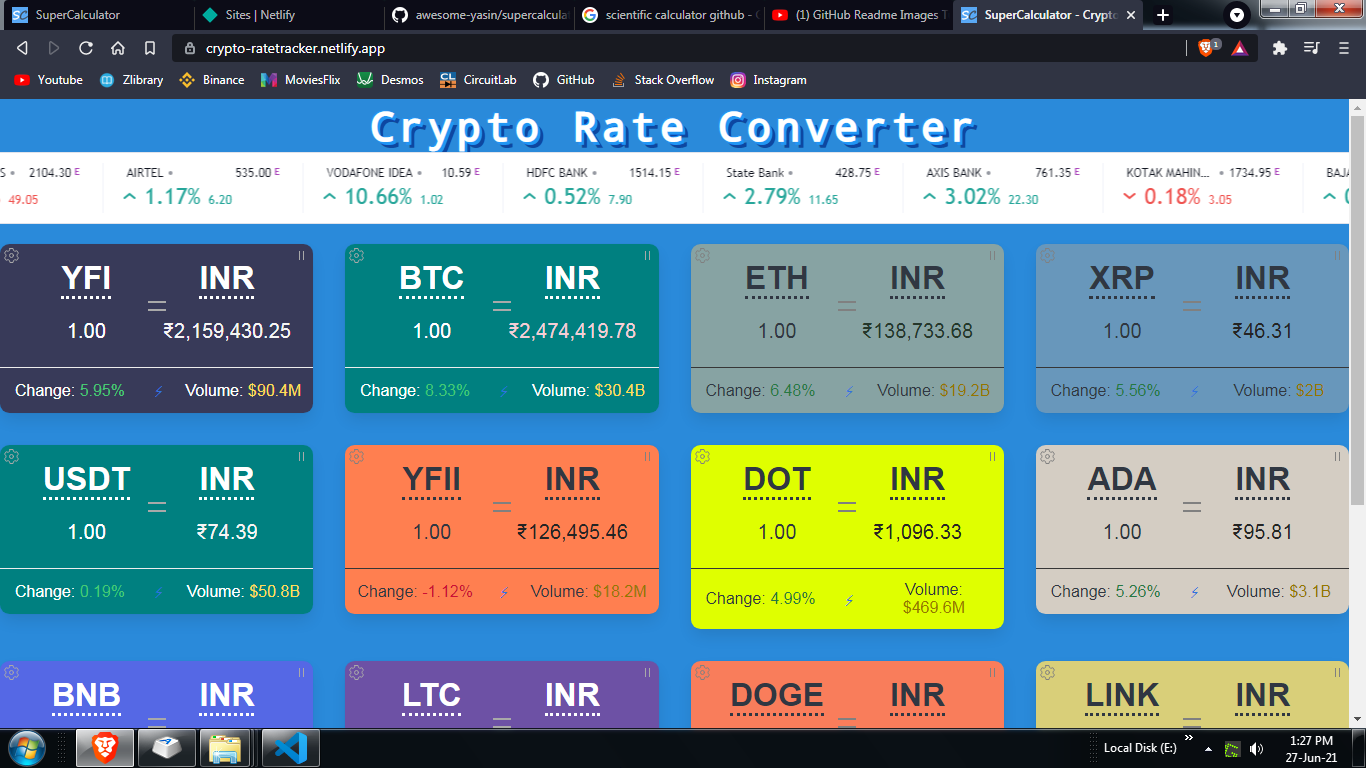 SuperCalculator
Sites | Netlify
awesome-yasin/supercalcula
scientific calculator github -
(1) GitHub Readme Images T
SuperCalculator - Crypto
crypto-ratetracker.netlify.app
1
Youtube Zlibrary Binance MoviesFlix Desmos CircuitLab GitHub Stack Overflow Instagram
Crypto Rate Converter
S 2104.30 E AIRTEL 535.00 E VODAFONE IDEA 10.59 E HDFC BANK 1514.15 E State Bank 428.75 E AXIS BANK 761.35 E KOTAK MAHIN... 1734.95 E BAJA
49.05 1.17% 6.20 10.66% 1.02 0.52% 7.90 2.79% 11.65 3.02% 22.30 0.18% 3.05
YFI = INR
1.00 ₹2,159,430.25
Change: 5.95% ⚡ Volume: $90.4M
BTC = INR
1.00 ₹2,474,419.78
Change: 8.33% ⚡ Volume: $30.4B
ETH = INR
1.00 ₹138,733.68
Change: 6.48% ⚡ Volume: $19.2B
XRP = INR
1.00 ₹46.31
Change: 5.56% ⚡ Volume: $2B
USDT = INR
1.00 ₹74.39
Change: 0.19% ⚡ Volume: $50.8B
YFII = INR
1.00 ₹126,495.46
Change: -1.12% ⚡ Volume: $18.2M
DOT = INR
1.00 ₹1,096.33
Change: 4.99% ⚡ Volume:
$469.6M
ADA = INR
1.00 ₹95.81
Change: 5.26% ⚡ Volume: $3.1B
BNB = INR
LTC = INR
DOGE = INR
LINK = INR
Local Disk (E:)
1:27 PM
27-Jun-21